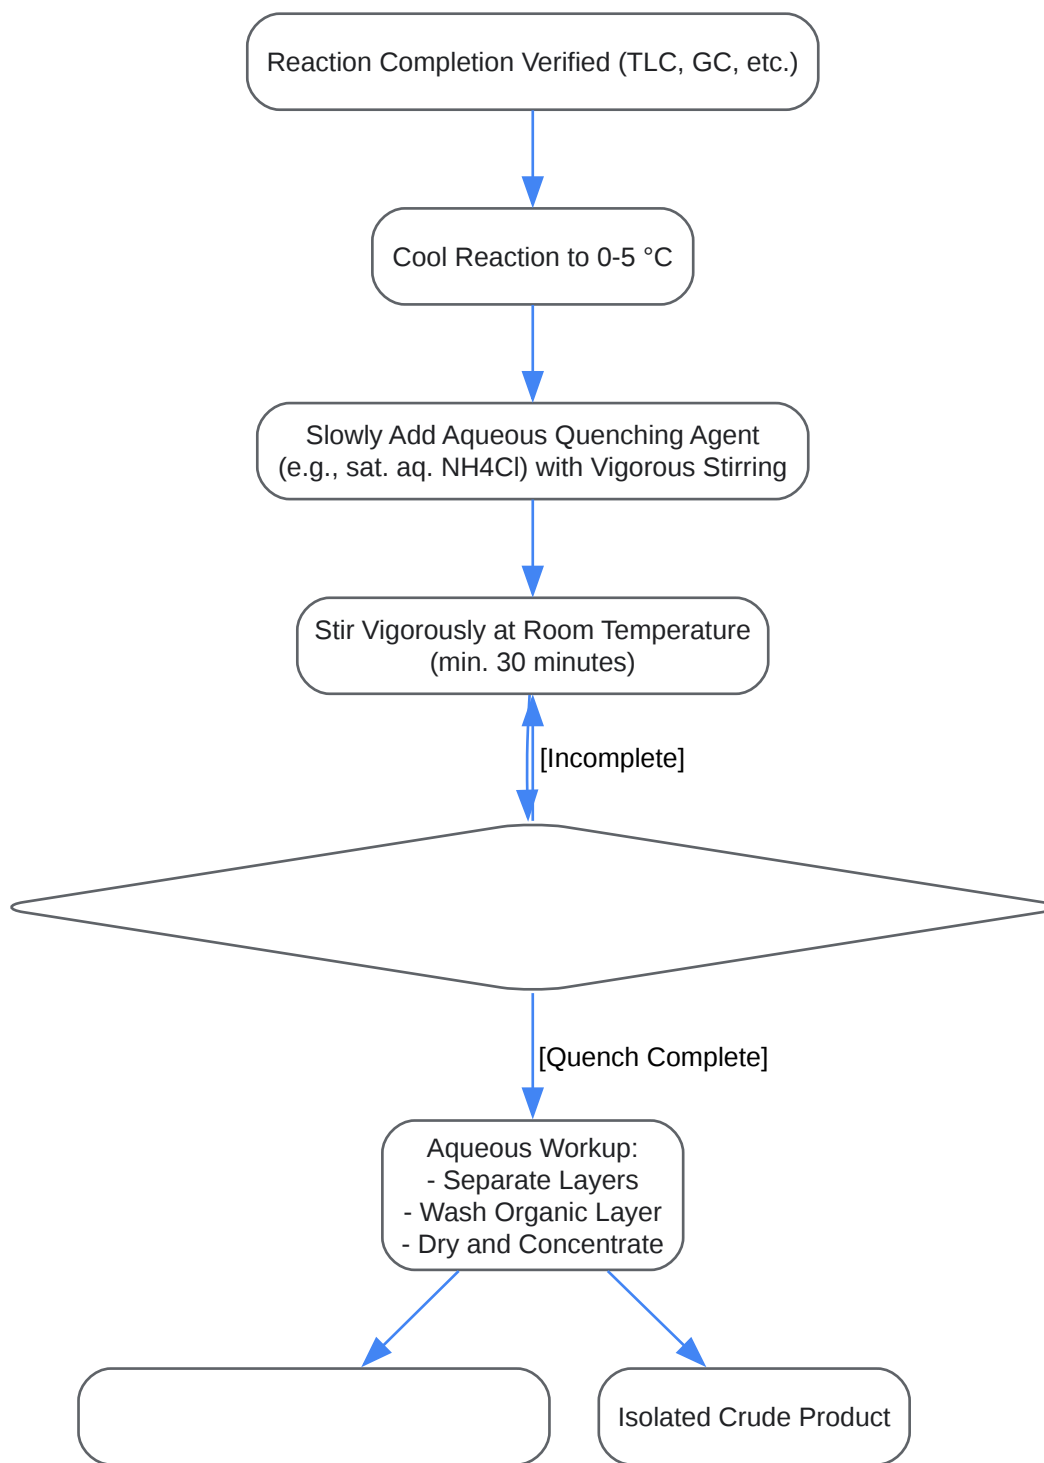 Reaction Completion Verified (TLC, GC, etc.)
Cool Reaction to 0-5 °C
Slowly Add Aqueous Quenching Agent
(e.g., sat. aq. NH4Cl) with Vigorous Stirring
Stir Vigorously at Room Temperature
(min. 30 minutes)
[Incomplete]
[Quench Complete]
Aqueous Workup:
- Separate Layers
- Wash Organic Layer
- Dry and Concentrate
Isolated Crude Product